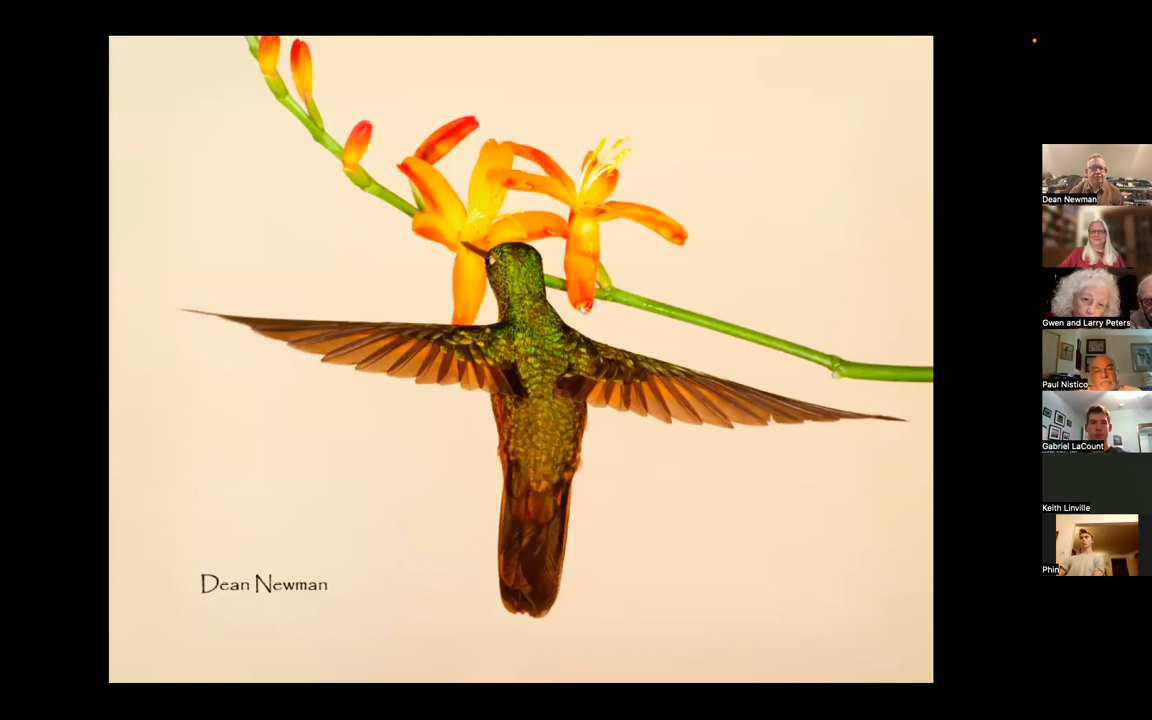 Dean Newman
Dean Newman
Gwen and Larry Peters
Paul Nistico
Gabriel LaCount
Keith Linville
Phin